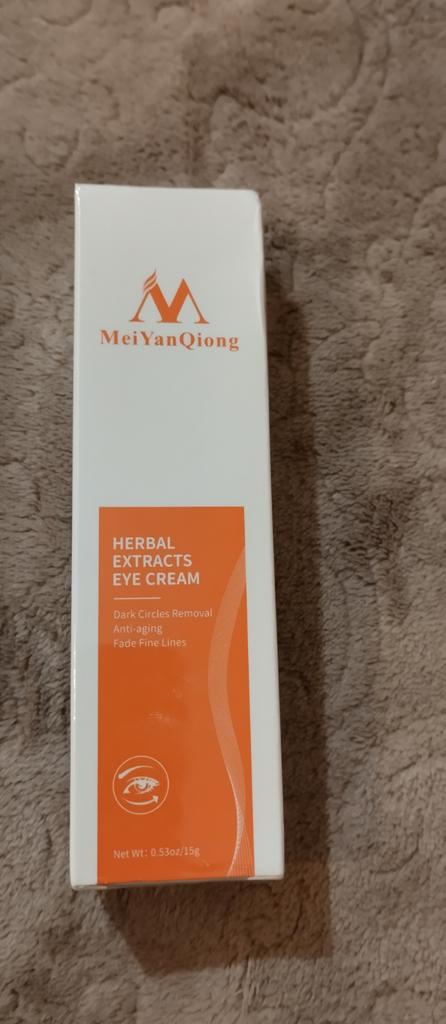 MeiYanQiong
HERBAL
EXTRACTS
EYE CREAM
Dark Circles Removal
Anti-aging
Fade Fine Lines
Net Wt: 0.53oz/15g